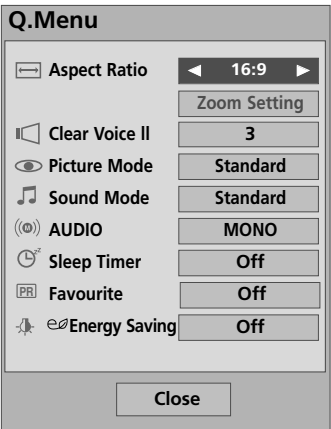 Q.Menu
Aspect Ratio ◄ 16:9 ►
Zoom Setting
Clear Voice ll 3
Picture Mode Standard
Sound Mode Standard
AUDIO MONO
Sleep Timer Off
PR Favourite Off
Energy Saving Off
Close